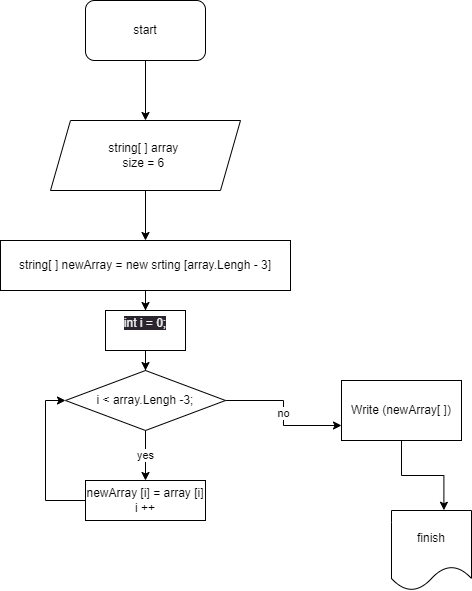 start
string[ ] array
size = 6
string[ ] newArray = new srting [array.Lengh - 3]
int i = 0;
i < array.Lengh -3;
no
Write (newArray[ ])
yes
newArray [i] = array [i]
i ++
finish